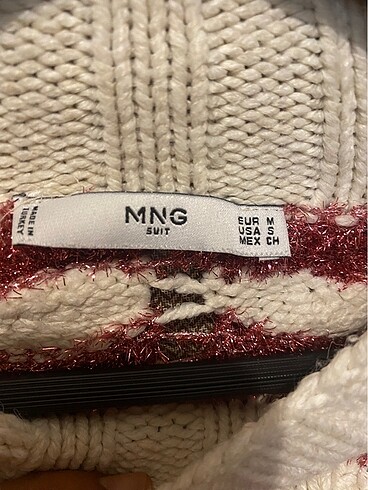 MADE IN
TURKEY
MNG
SUIT
EUR M
USA S
MEX CH